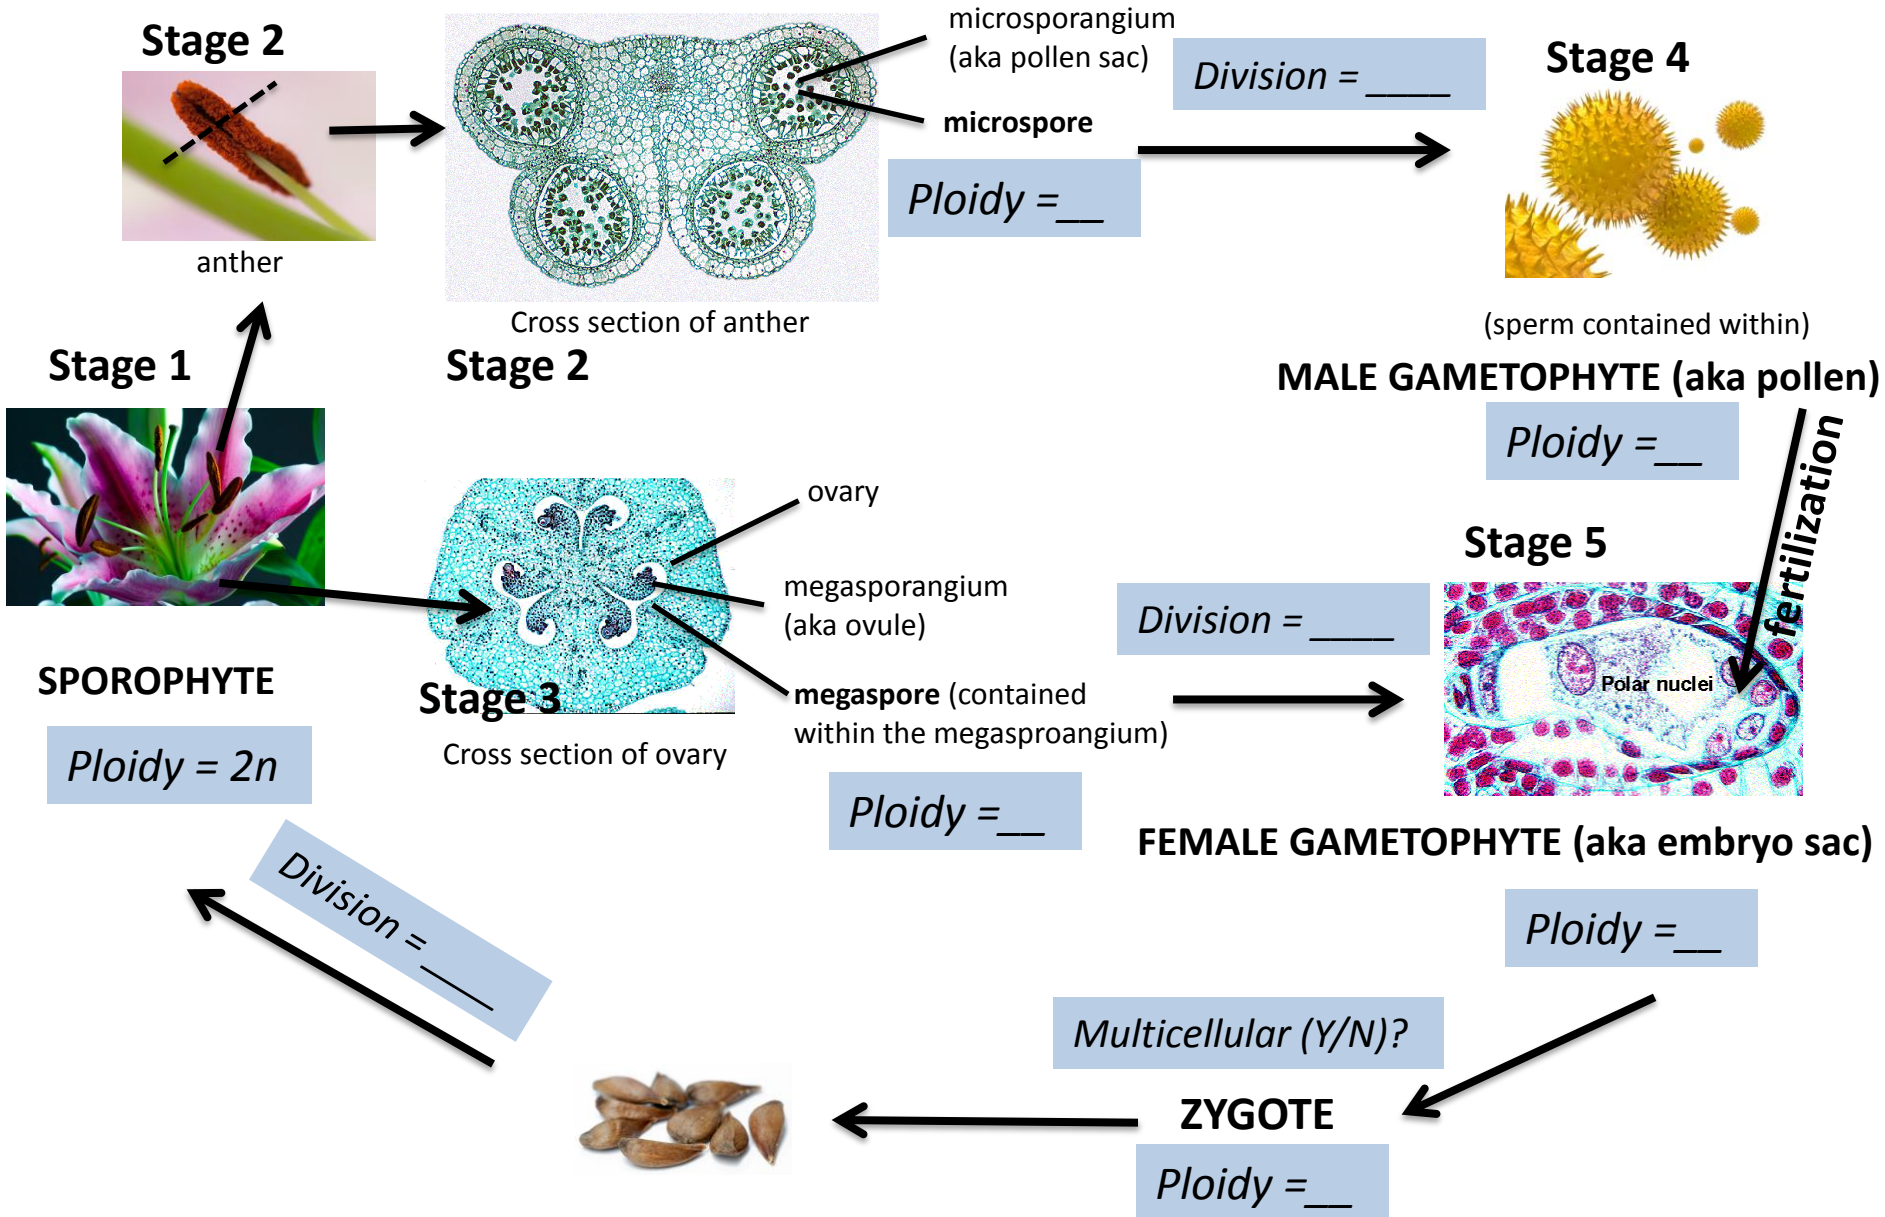 Stage 2
anther
microsporangium
(aka pollen sac)
microspore
Ploidy =__
Cross section of anther
Stage 2
Division = ____
Stage 4
(sperm contained within)
MALE GAMETOPHYTE (aka pollen)
Ploidy =__
fertilization
Stage 1
SPOROPHYTE
Ploidy = 2n
ovary
megasporangium
(aka ovule)
megaspore (contained
within the megasproangium)
Stage 3
Cross section of ovary
Ploidy =__
Division = ____
Stage 5
Polar nuclei
FEMALE GAMETOPHYTE (aka embryo sac)
Ploidy =__
Multicellular (Y/N)?
ZYGOTE
Ploidy =__
Division =
____